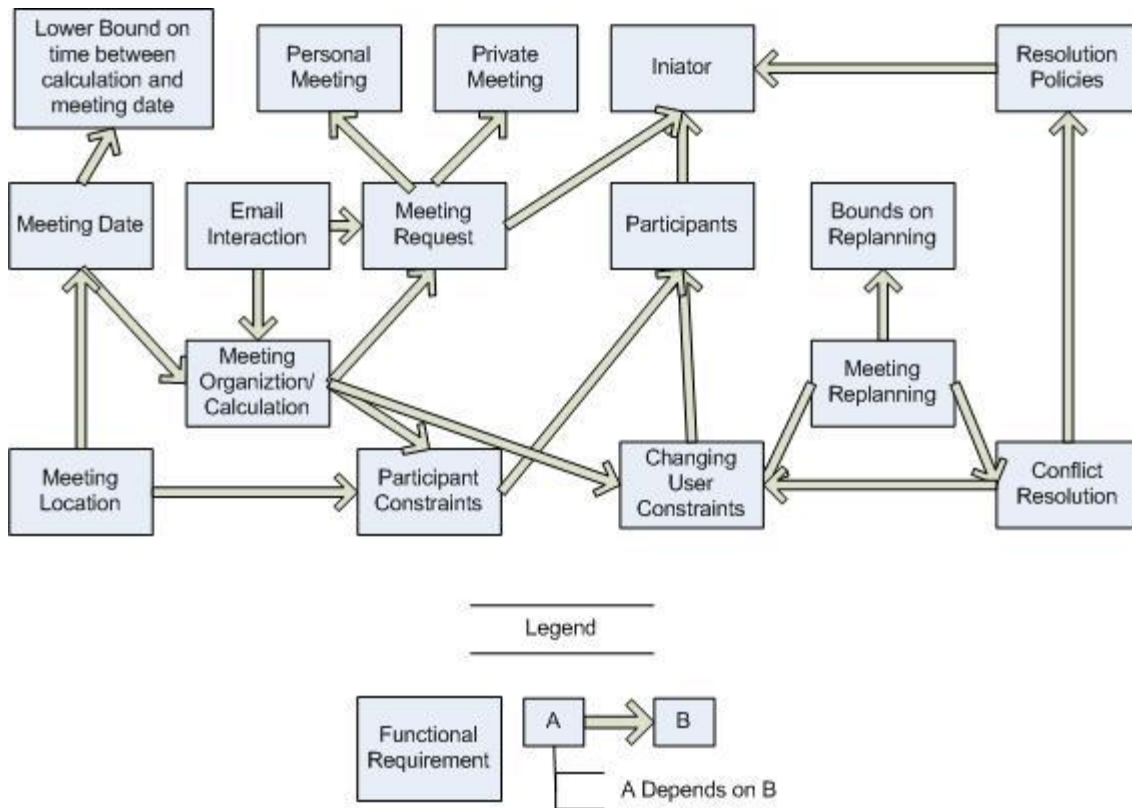 Lower Bound on
time between
calculation and
meeting date
Personal
Meeting
Private
Meeting
Iniator
Resolution
Policies
Meeting Date
Email
Interaction
Meeting
Request
Participants
Bounds on
Replanning
Meeting
Organiztion/
Calculation
Meeting
Replanning
Meeting
Location
Participant
Constraints
Changing
User
Constraints
Conflict
Resolution
Legend
Functional
Requirement
A
B
A Depends on B